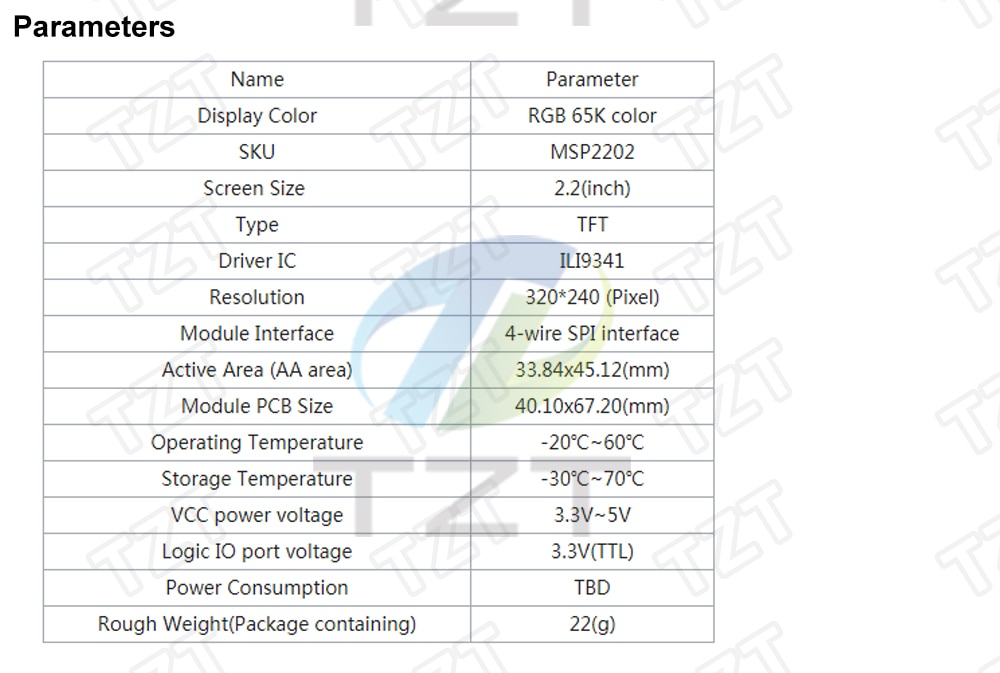 Parameters
Name Parameter
Display Color RGB 65K color
SKU MSP2202
Screen Size 2.2(inch)
Type TFT
Driver IC ILI9341
Resolution 320*240 (Pixel)
Module Interface 4-wire SPI interface
Active Area (AA area) 33.84x45.12(mm)
Module PCB Size 40.10x67.20(mm)
Operating Temperature -20℃~60℃
Storage Temperature -30℃~70℃
VCC power voltage 3.3V~5V
Logic IO port voltage 3.3V(TTL)
Power Consumption TBD
Rough Weight(Package containing) 22(g)
TZT